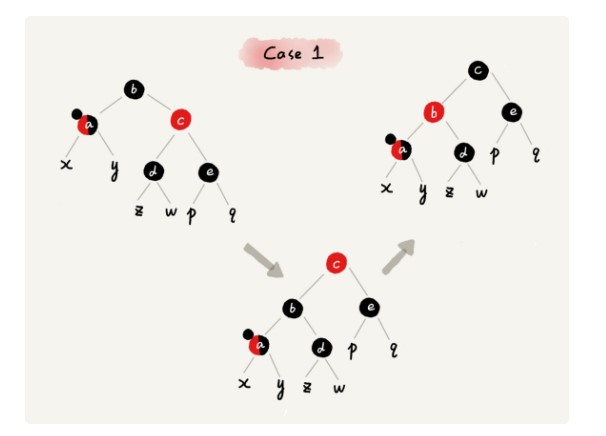 Case 1
b
a c
x y d e
z w p q
c
b e
a d p q
x y z w
c
b e
a d p q
x y z w